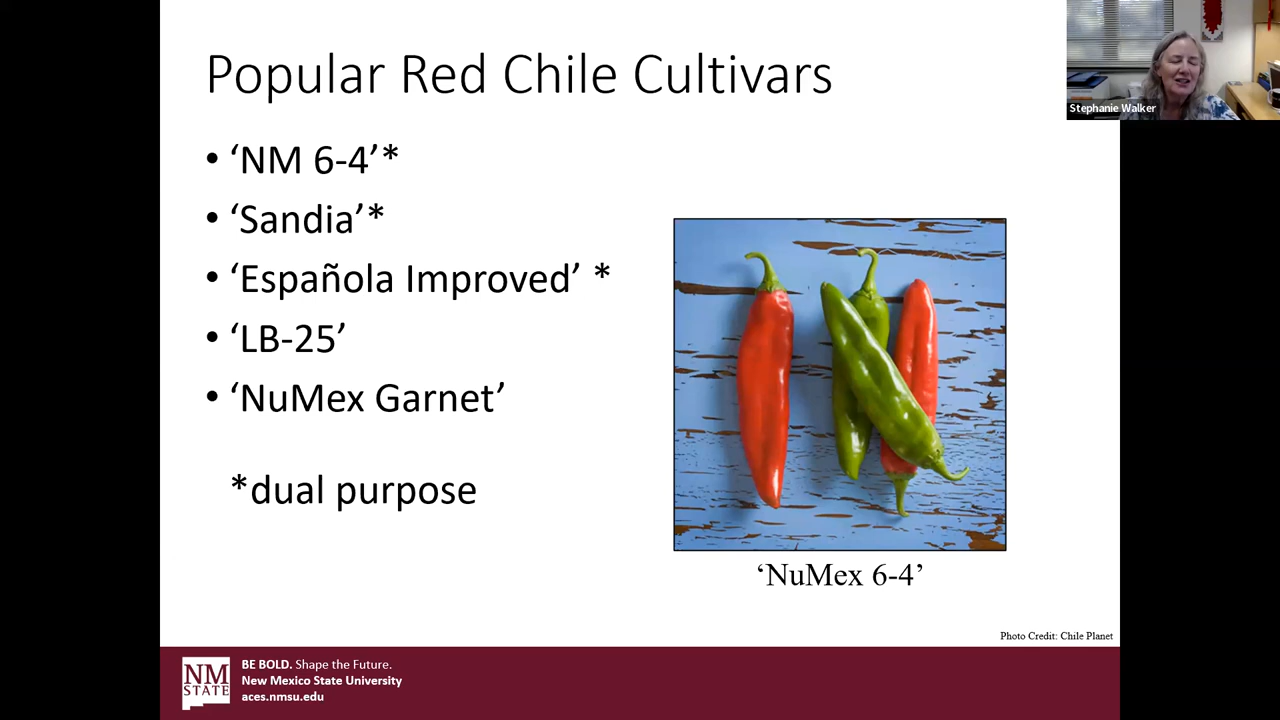 Popular Red Chile Cultivars
Stephanie Walker
• ‘NM 6-4’*
• ‘Sandia’*
• ‘Española Improved’ *
• ‘LB-25’
• ‘NuMex Garnet’
*dual purpose
‘NuMex 6-4’
Photo Credit: Chile Planet
NM
STATE
BE BOLD. Shape the Future.
New Mexico State University
aces.nmsu.edu